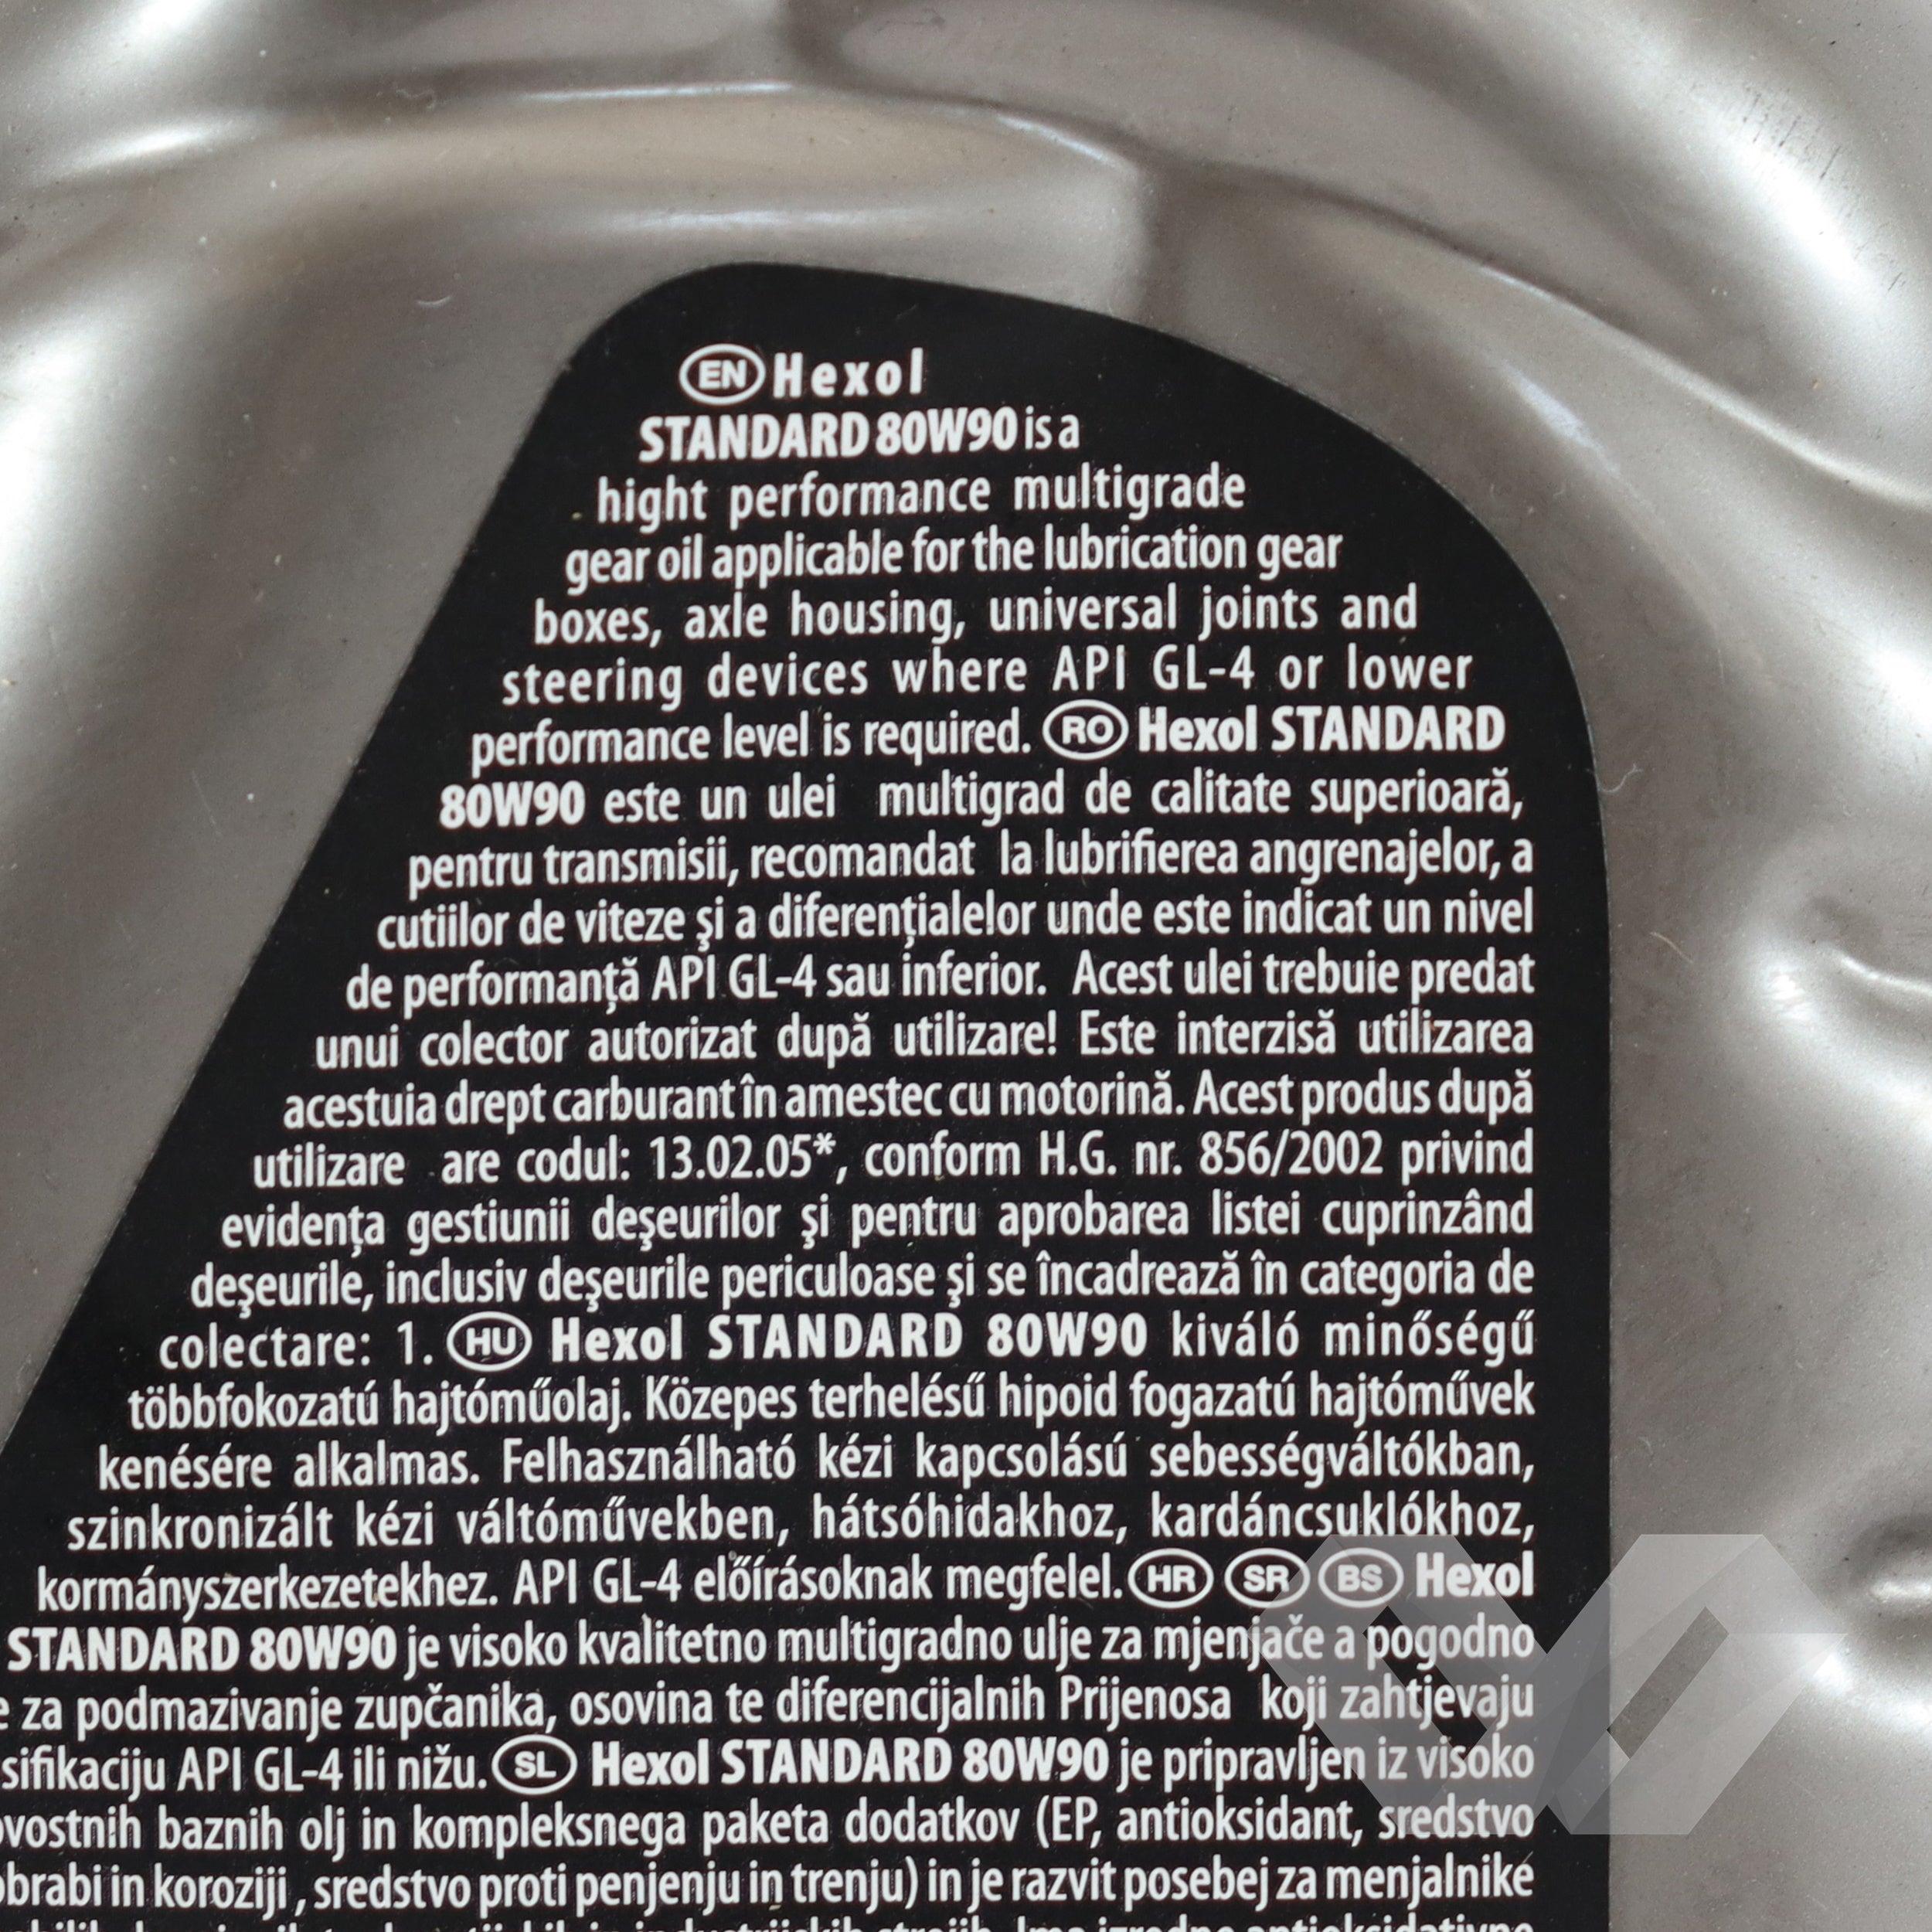 EN Hexol
STANDARD 80W90 is a
hight performance multigrade
gear oil applicable for the lubrication gear
boxes, axle housing, universal joints and
steering devices where API GL-4 or lower
performance level is required. RO Hexol STANDARD
80W90 este un ulei multigrad de calitate superioară,
pentru transmisii, recomandat la lubrifierea angrenajelor, a
cutiilor de viteze şi a diferenţialelor unde este indicat un nivel
de performanţă API GL-4 sau inferior. Acest ulei trebuie predat
unui colector autorizat după utilizare! Este interzisă utilizarea
acestuia drept carburant în amestec cu motorină. Acest produs după
utilizare are codul: 13.02.05*, conform H.G. nr. 856/2002 privind
evidenţa gestiunii deşeurilor şi pentru aprobarea listei cuprinzând
deşeurile, inclusiv deşeurile periculoase şi se încadrează în categoria de
colectare: 1. HU Hexol STANDARD 80W90 kiváló minőségű
többfokozatú hajtóműolaj. Közepes terhelésű hipoid fogazatú hajtóművek
kenésére alkalmas. Felhasználható kézi kapcsolású sebességváltókban,
szinkronizált kézi váltóművekben, hátsóhidakhoz, kardáncsuklókhoz,
kormányszerkezetekhez. API GL-4 előírásoknak megfelel. HR SR BS Hexol
STANDARD 80W90 je visoko kvalitetno multigradno ulje za mjenjače a pogodno
e za podmazivanje zupčanika, osovina te diferencijalnih Prijenosa koji zahtjevaju
sifikaciju API GL-4 ili nižu. SL Hexol STANDARD 80W90 je pripravljen iz visoko
ovostnih baznih olj in kompleksnega paketa dodatkov (EP, antioksidant, sredstvo
obrabi in koroziji, sredstvo proti penjenju in trenju) in je razvit posebej za menjalnike